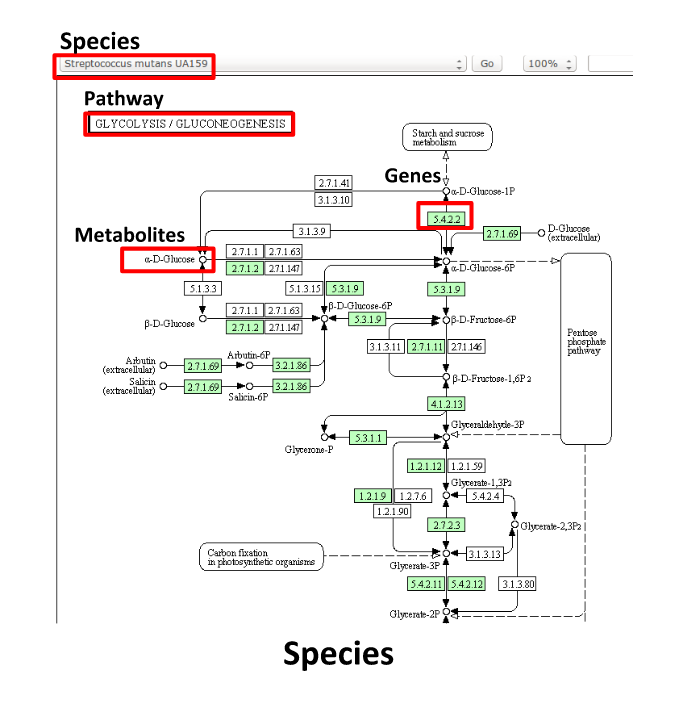 Species
Streptococcus mutans UA159
Go
100%
Pathway
GLYCOLYSIS / GLUCONEOGENESIS
Starch and sucrose
metabolism
Genes
2.7.1.41
3.1.3.10
α-D-Glucose-1P
5.4.2.2
Metabolites
3.1.3.9
2.7.1.69
D-Glucose
(extracellular)
α-D-Glucose
2.7.1.1
2.7.1.63
2.7.1.2
2.7.1.147
α-D-Glucose-6P
5.1.3.3
5.1.3.15
5.3.1.9
5.3.1.9
β-D-Glucose-6P
β-D-Glucose
2.7.1.1
2.7.1.63
2.7.1.2
2.7.1.147
5.3.1.9
β-D-Fructose-6P
Pentose
phosphate
pathway
3.1.3.11
2.7.1.11
2.7.1.146
Arbutin
(extracellular)
2.7.1.69
Arbutin-6P
3.2.1.86
Salicin
(extracellular)
2.7.1.69
Salicin-6P
3.2.1.86
β-D-Fructose-1,6P2
4.1.2.13
Glyceraldehyde-3P
Glycerone-P
5.3.1.1
1.2.1.12
1.2.1.59
Glycerate-1,3P2
1.2.1.9
1.2.7.6
1.2.1.90
5.4.2.4
2.7.2.3
Glycerate-2,3P2
Carbon fixation
in photosynthetic organisms
3.1.3.13
Glycerate-3P
5.4.2.11
5.4.2.12
3.1.3.80
Glycerate-2P
Species